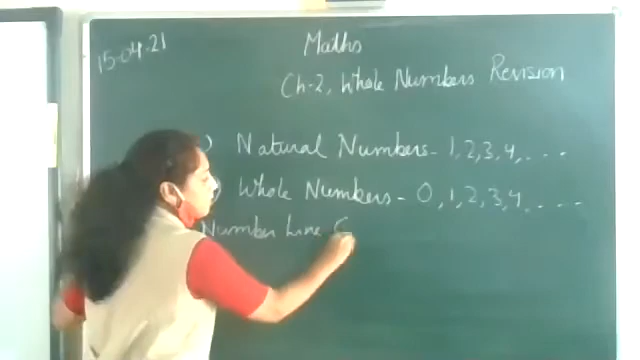 15-04-21
Maths
Ch-2, Whole Numbers Revision
) Natural Numbers - 1, 2, 3, 4, . . . .
) Whole Numbers - 0, 1, 2, 3, 4, . . . . .
Number Line